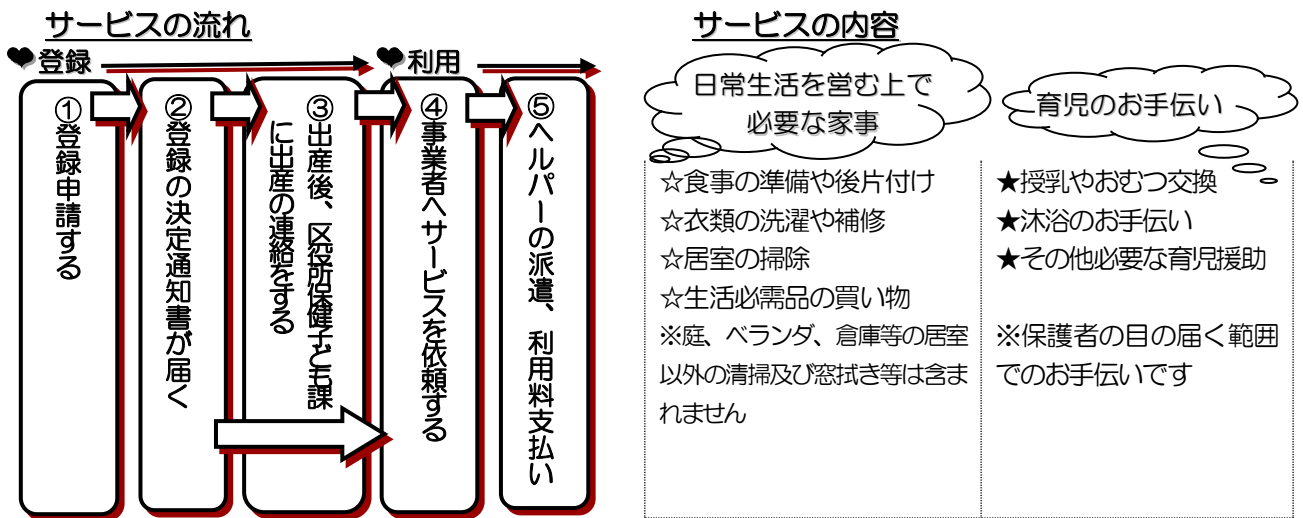 サービスの流れ
❤登録
❤利用
①登録申請する
②登録の決定通知書が届く
③出産後、区役所保健子ども課
に出産の連絡をする
④事業者へサービスを依頼する
⑤ヘルパーの派遣、利用料支払い
サービスの内容
日常生活を営む上で
必要な家事
☆食事の準備や後片付け
☆衣類の洗濯や補修
☆居室の掃除
☆生活必需品の買い物
※庭、ベランダ、倉庫等の居室
以外の清掃及び窓拭き等は含ま
れません
育児のお手伝い
★授乳やおむつ交換
★沐浴のお手伝い
★その他必要な育児援助
※保護者の目の届く範囲
でのお手伝いです